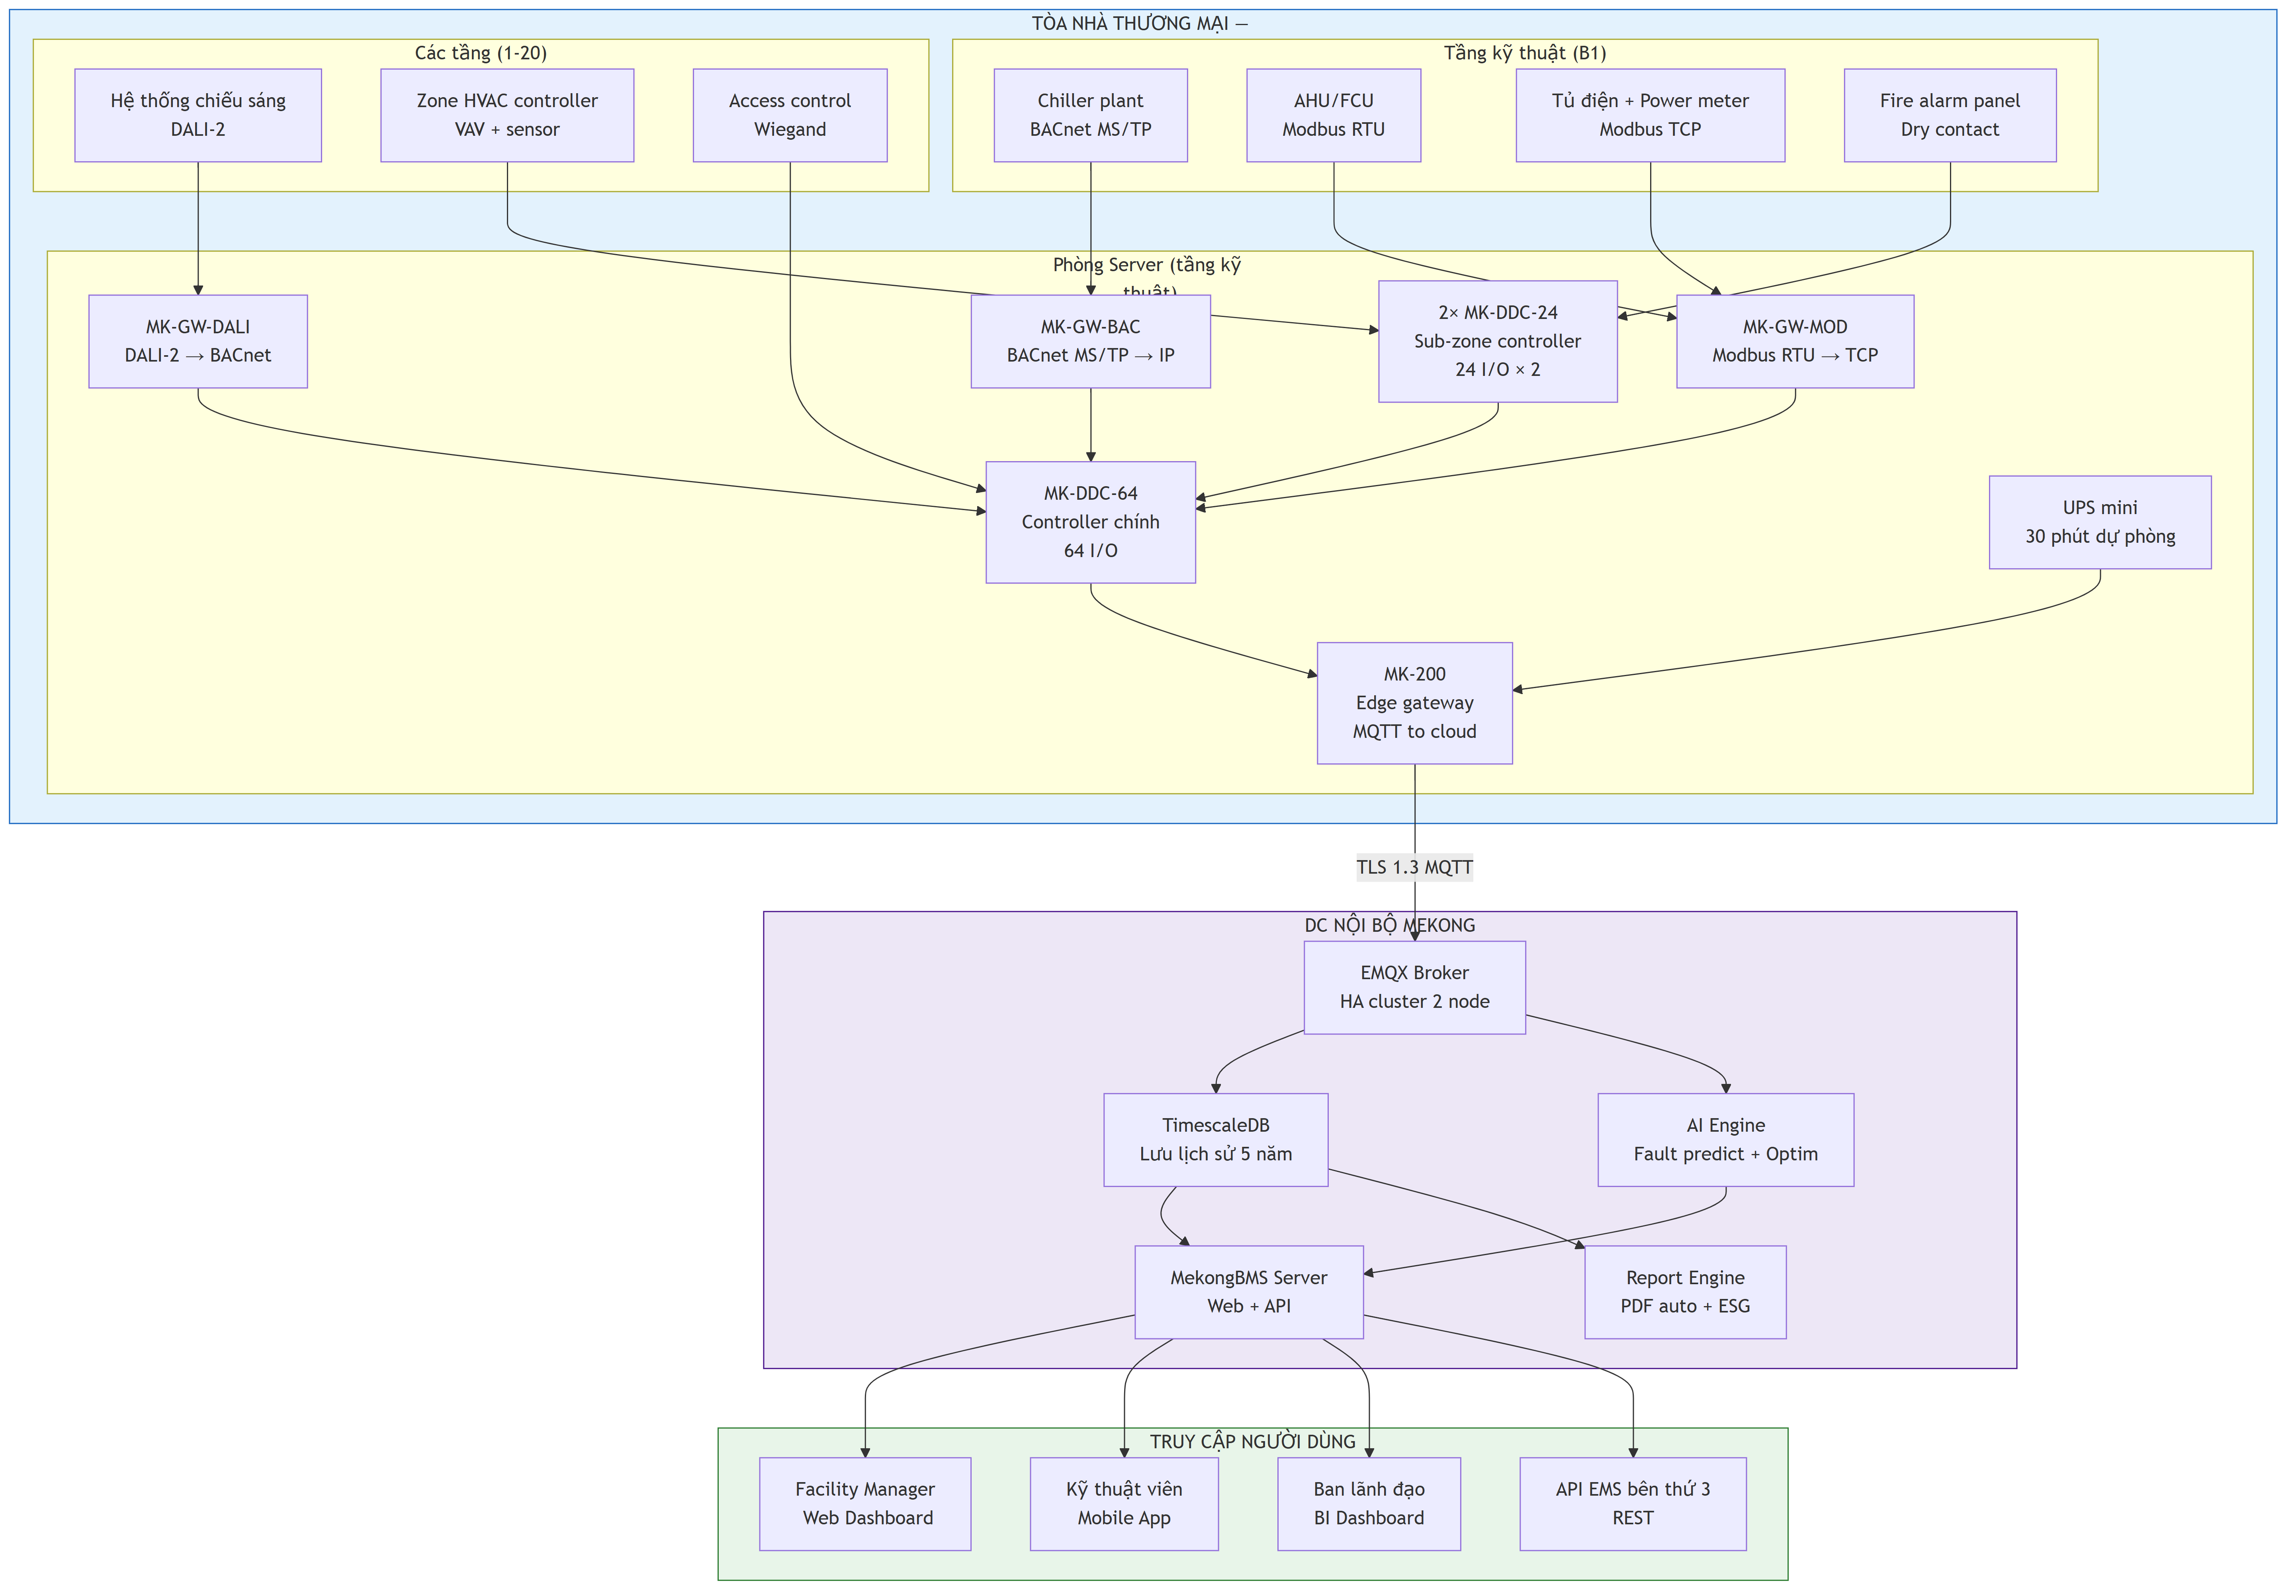 TÒA NHÀ THƯƠNG MẠI —
Các tầng (1-20)
Hệ thống chiếu sáng
DALI-2
Zone HVAC controller
VAV + sensor
Access control
Wiegand
Tầng kỹ thuật (B1)
Chiller plant
BACnet MS/TP
AHU/FCU
Modbus RTU
Tủ điện + Power meter
Modbus TCP
Fire alarm panel
Dry contact
Phòng Server (tầng kỹ
thuật)
MK-GW-DALI
DALI-2 → BACnet
MK-GW-BAC
BACnet MS/TP → IP
2× MK-DDC-24
Sub-zone controller
24 I/O × 2
MK-GW-MOD
Modbus RTU → TCP
MK-DDC-64
Controller chính
64 I/O
UPS mini
30 phút dự phòng
MK-200
Edge gateway
MQTT to cloud
TLS 1.3 MQTT
DC NỘI BỘ MEKONG
EMQX Broker
HA cluster 2 node
TimescaleDB
Lưu lịch sử 5 năm
AI Engine
Fault predict + Optim
MekongBMS Server
Web + API
Report Engine
PDF auto + ESG
TRUY CẬP NGƯỜI DÙNG
Facility Manager
Web Dashboard
Kỹ thuật viên
Mobile App
Ban lãnh đạo
BI Dashboard
API EMS bên thứ 3
REST